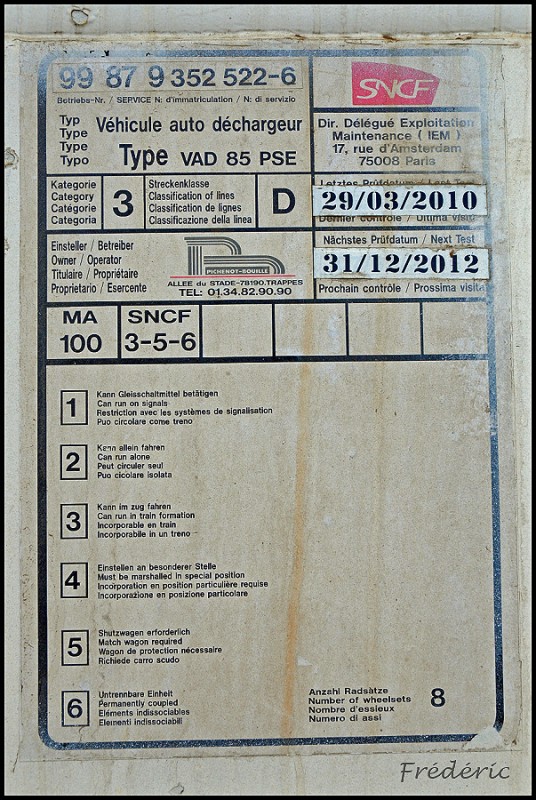 99 87 9 352 522-6
Betriebs-Nr. / SERVICE N: d'immatriculation / N: di servizio
SNCF
Typ
Type
Type
Tipo
Véhicule auto déchargeur
Type VAD 85 PSE
Dir. Délégué Exploitation
Maintenance ( IEM )
17, rue d'Amsterdam
75008 Paris
Kategorie
Category
Catégorie
Categoria
3
Streckenklasse
Classification of lines
Classification de lignes
Classificazione della linea
D
Letztes Prüfdatum / Last Test
29/03/2010
Dernier contrôle / Ultima visita
Einsteller / Betreiber
Owner / Operator
Titulaire / Propriétaire
Proprietario / Esercente
PICHENOT-BOUILLE
ALLEE du STADE-78190.TRAPPES
TEL: 01.34.82.90.90
Nächstes Prüfdatum / Next Test
31/12/2012
Prochain contrôle / Prossima visita
MA
100
SNCF
3-5-6
1
Kann Gleisschaltmittel betätigen
Can run on signals
Restriction avec les systèmes de signalisation
Puo circolare come treno
2
Kann allein fahren
Can run alone
Peut circuler seul
Puo cicolare isolata
3
Kann im zug fahren
Can run in train formation
Incorporable en train
Incorporabile in un treno
4
Einstellen an besonderer Stelle
Must be marshalled in special position
Incorporation en position particulière requise
Incorporazione en posizione particolare
5
Shutzwagen erforderlich
Match wagon required
Wagon de protection nécessaire
Richiede carro scudo
6
Untrennbare Einheit
Permanently coupled
Eléments indissociables
Elementi indissociabili
Anzahl Radsätze
Number of wheelsets
Nombre d'essieux
Numero di assi
8
Frédéric